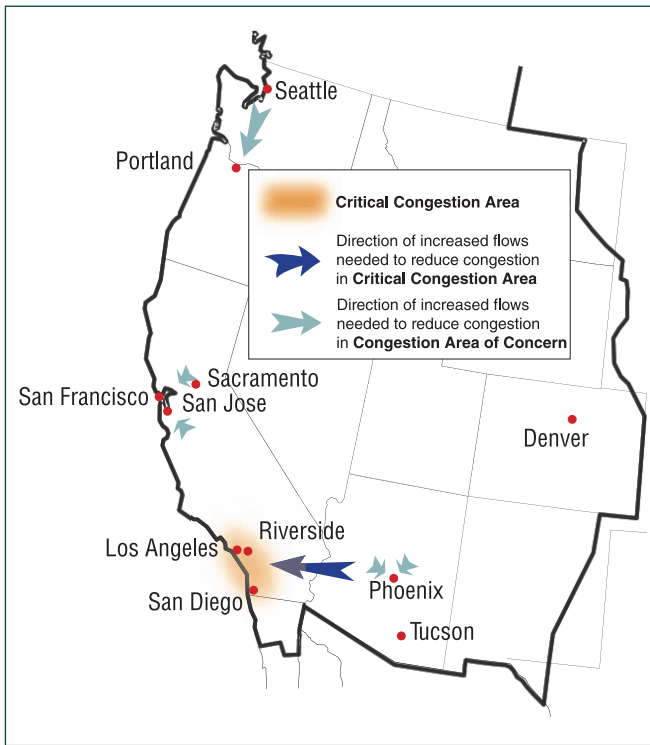 Seattle
Portland
Critical Congestion Area
Direction of increased flows
needed to reduce congestion
in Critical Congestion Area
Direction of increased flows
needed to reduce congestion
in Congestion Area of Concern
Sacramento
San Francisco
San Jose
Denver
Riverside
Los Angeles
San Diego
Phoenix
Tucson